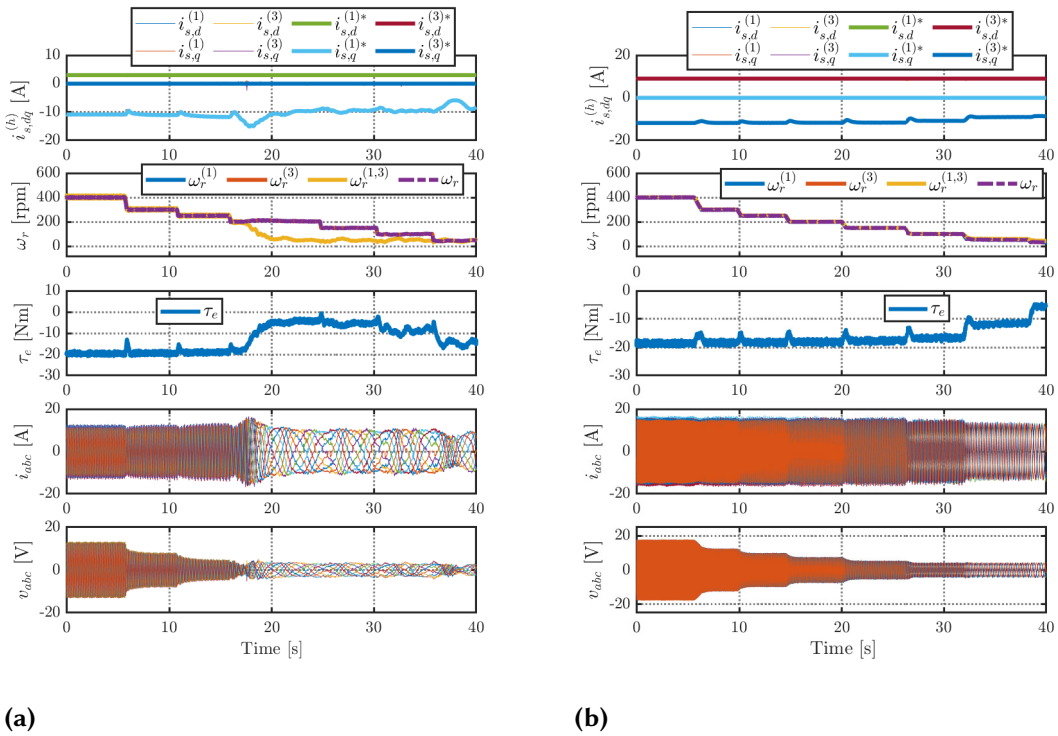 i_{s,d}^{(1)} i_{s,d}^{(3)} i_{s,d}^{(1)*} i_{s,d}^{(3)*}
i_{s,q}^{(1)} i_{s,q}^{(3)} i_{s,q}^{(1)*} i_{s,q}^{(3)*}
i_{s,dq}^{(h)} [A]
10
0
-10
-20
0 10 20 30 40
ω_r^{(1)} ω_r^{(3)} ω_r^{(1,3)} ω_r
ω_r [rpm]
600
400
200
0
0 10 20 30 40
τ_e
τ_e [Nm]
10
0
-10
-20
-30
0 10 20 30 40
i_{abc} [A]
20
0
-20
0 10 20 30 40
v_{abc} [V]
20
0
-20
0 10 20 30 40
Time [s]
(a)
i_{s,d}^{(1)} i_{s,d}^{(3)} i_{s,d}^{(1)*} i_{s,d}^{(3)*}
i_{s,q}^{(1)} i_{s,q}^{(3)} i_{s,q}^{(1)*} i_{s,q}^{(3)*}
i_{s,dq}^{(h)} [A]
20
0
-20
0 10 20 30 40
ω_r^{(1)} ω_r^{(3)} ω_r^{(1,3)} ω_r
ω_r [rpm]
600
400
200
0
0 10 20 30 40
τ_e
τ_e [Nm]
0
-10
-20
-30
0 10 20 30 40
i_{abc} [A]
20
0
-20
0 10 20 30 40
v_{abc} [V]
20
0
-20
0 10 20 30 40
Time [s]
(b)